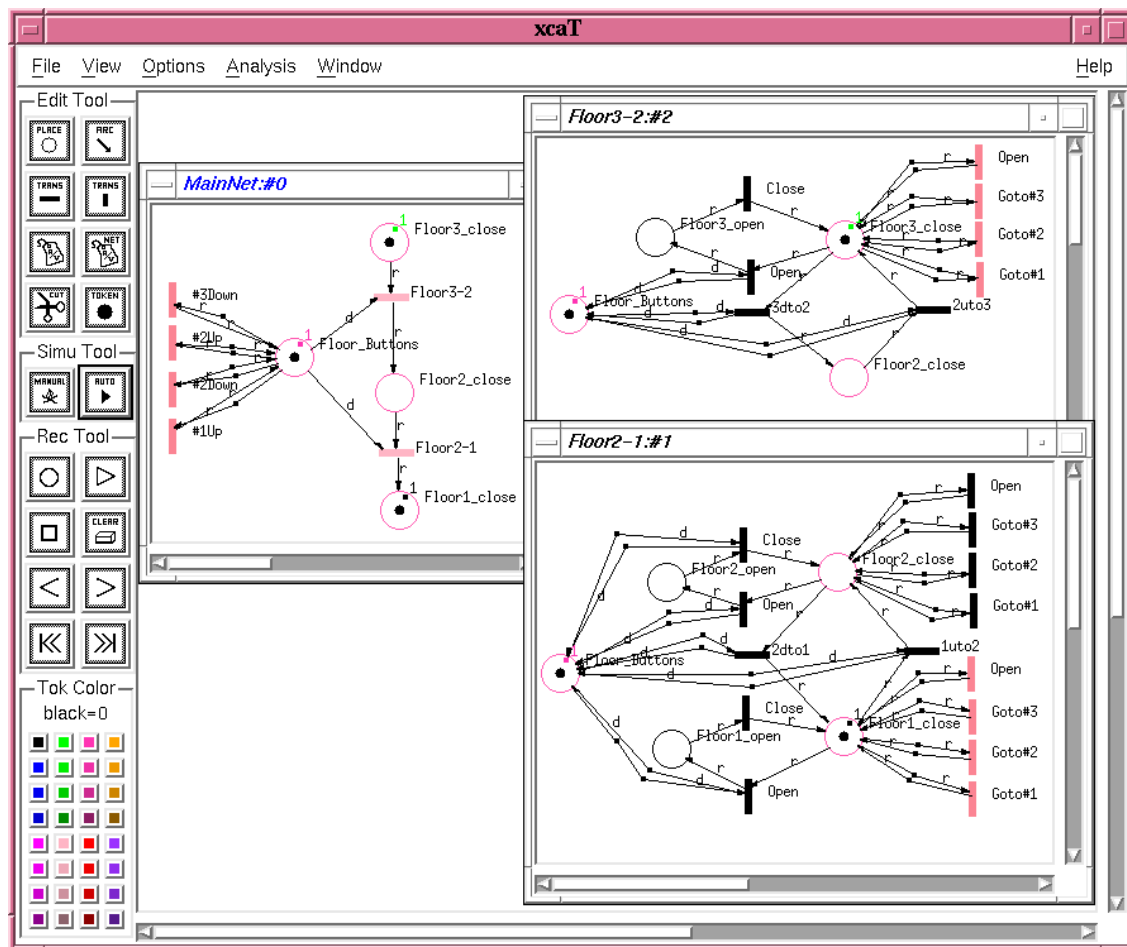 xcaT
File View Options Analysis Window Help
Edit Tool
PLACE ARC
TRANS TRANS
NET
CUT TOKEN
Simu Tool
MANUAL AUTO
Rec Tool
CLEAR
Tok Color
black=0
MainNet:#0
1
Floor3_close
r
#3Down
Floor3-2
r
r
d
r
1
#2Up
r
r
Floor_Buttons
#2Down
r
r
Floor2_close
r
d
r
#1Up
Floor2-1
r
1
Floor1_close
Floor3-2:#2
r
Open
Close
r
r
r
Goto#3
r
1
Floor3_open
Floor3_close
r
Goto#2
r
r
r
Open
d
r
Goto#1
1
Floor_Buttons
d
3dto2
r
r
2uto3
d
d
r
r
Floor2_close
Floor2-1:#1
r
Open
d
Close
r
r
Goto#3
r
Floor2_open
Floor2_close
r
Goto#2
r
r
d
Open
r
Goto#1
d
r
r
1
Floor_Buttons
d
2dto1
d
1uto2
d
r
r
r
Open
Close
r
1
r
Goto#3
d
Floor1_open
Floor1_close
r
Goto#2
r
r
d
Open
r
Goto#1